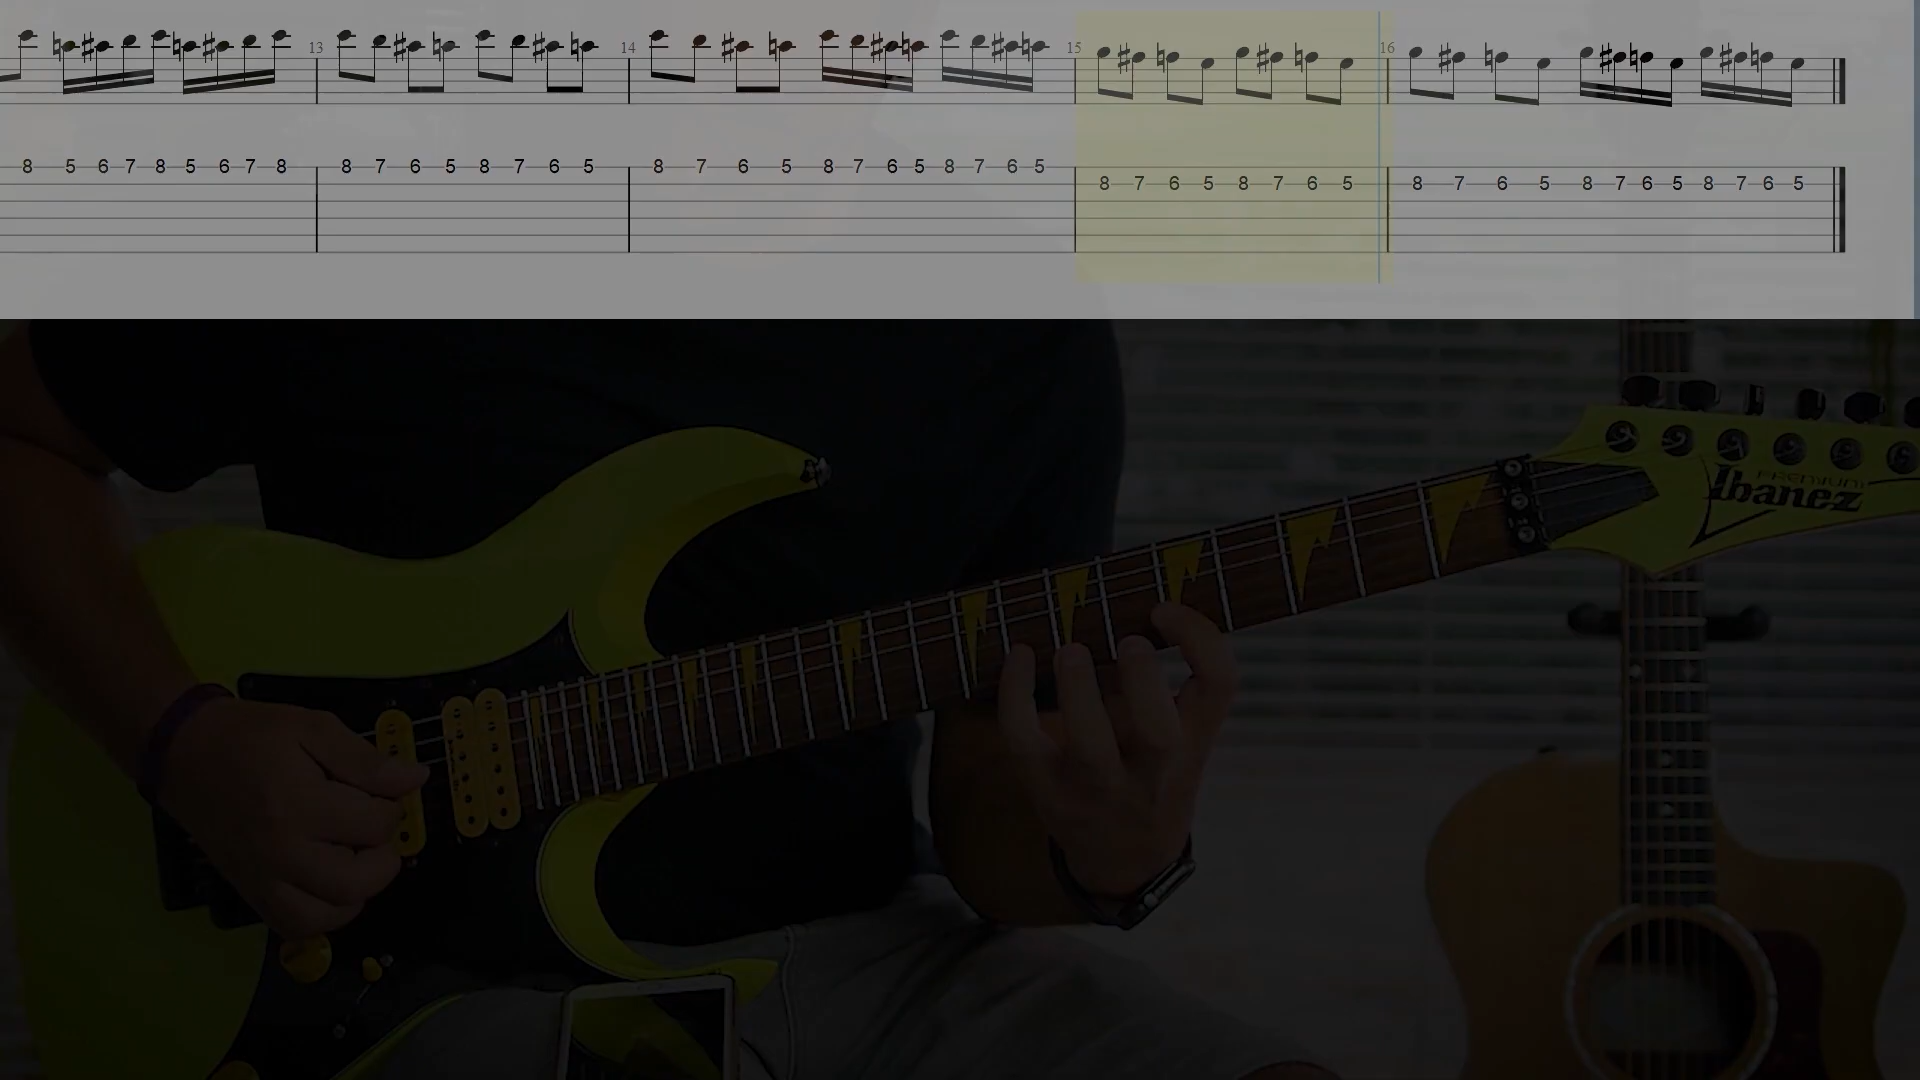 13 14 15 16
8 5 6 7 8 5 6 7 8 8 7 6 5 8 7 6 5 8 7 6 5 8 7 6 5 8 7 6 5
8 7 6 5 8 7 6 5 8 7 6 5 8 7 6 5 8 7 6 5
PREMIUM
Ibanez